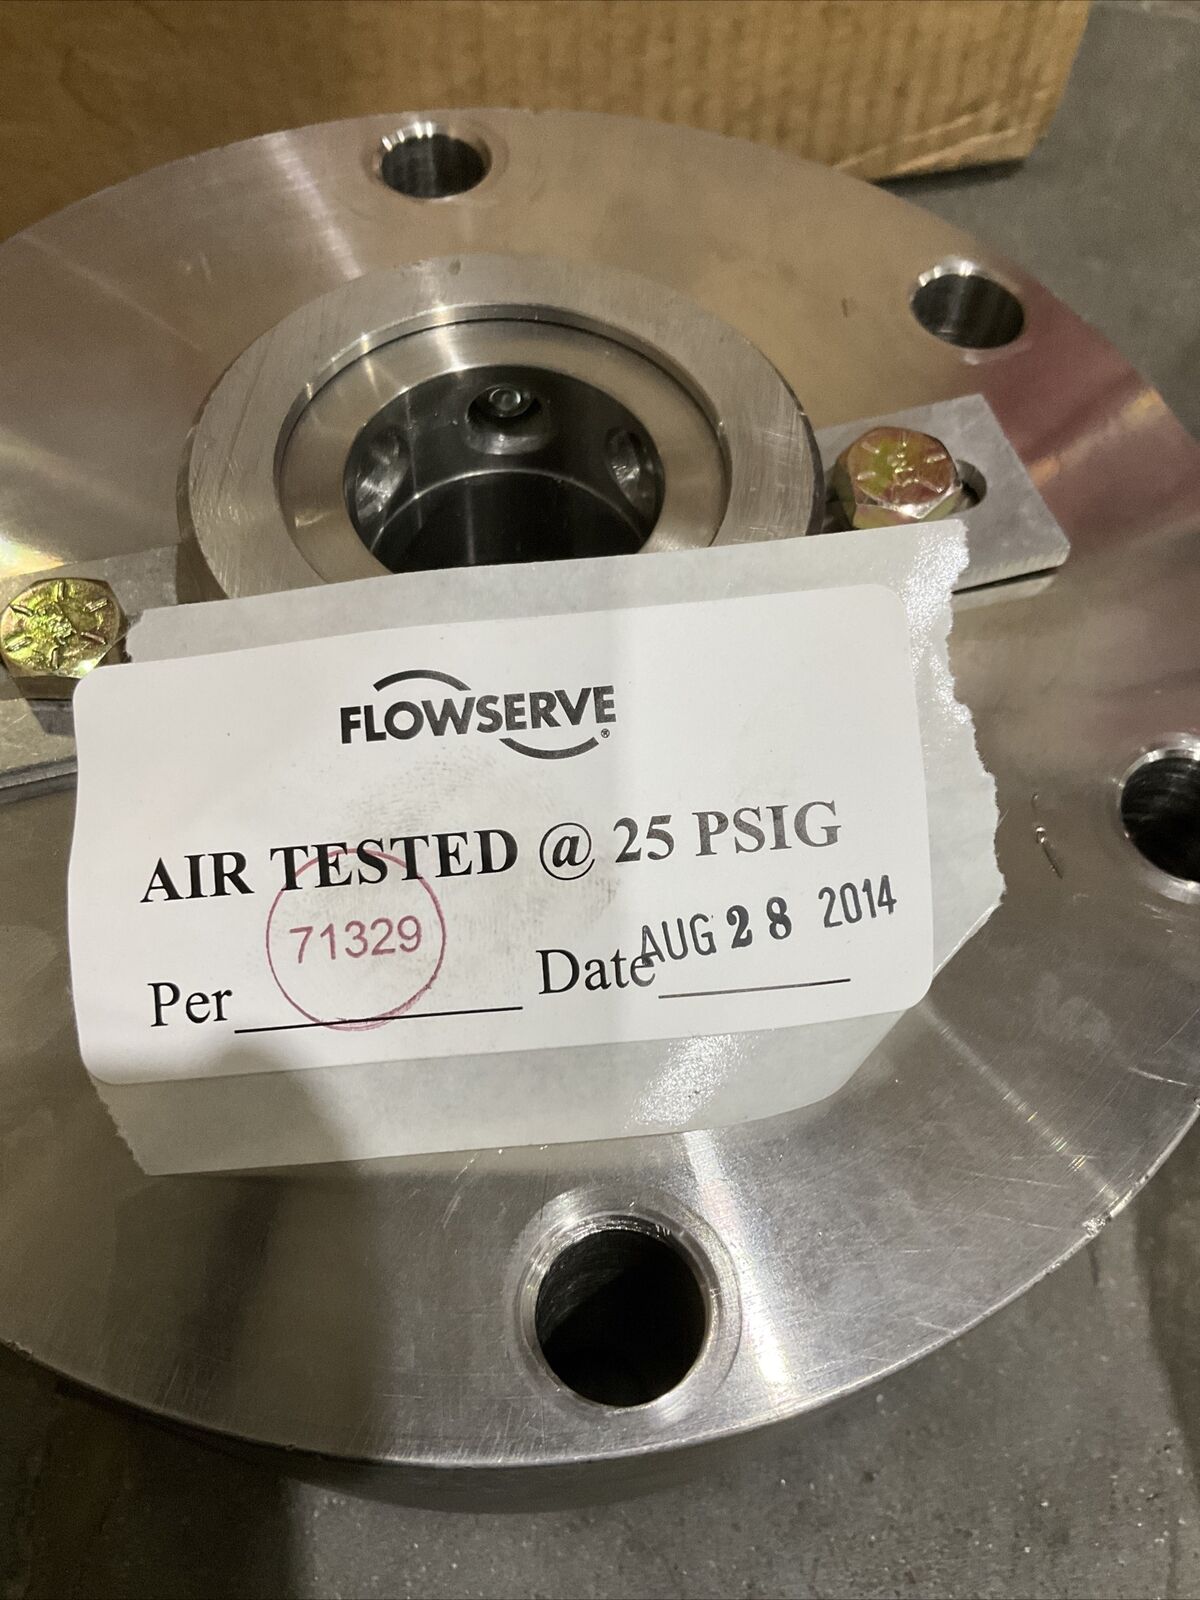 FLOWSERVE®
AIR TESTED @ 25 PSIG
71329
AUG 28 2014
Per Date